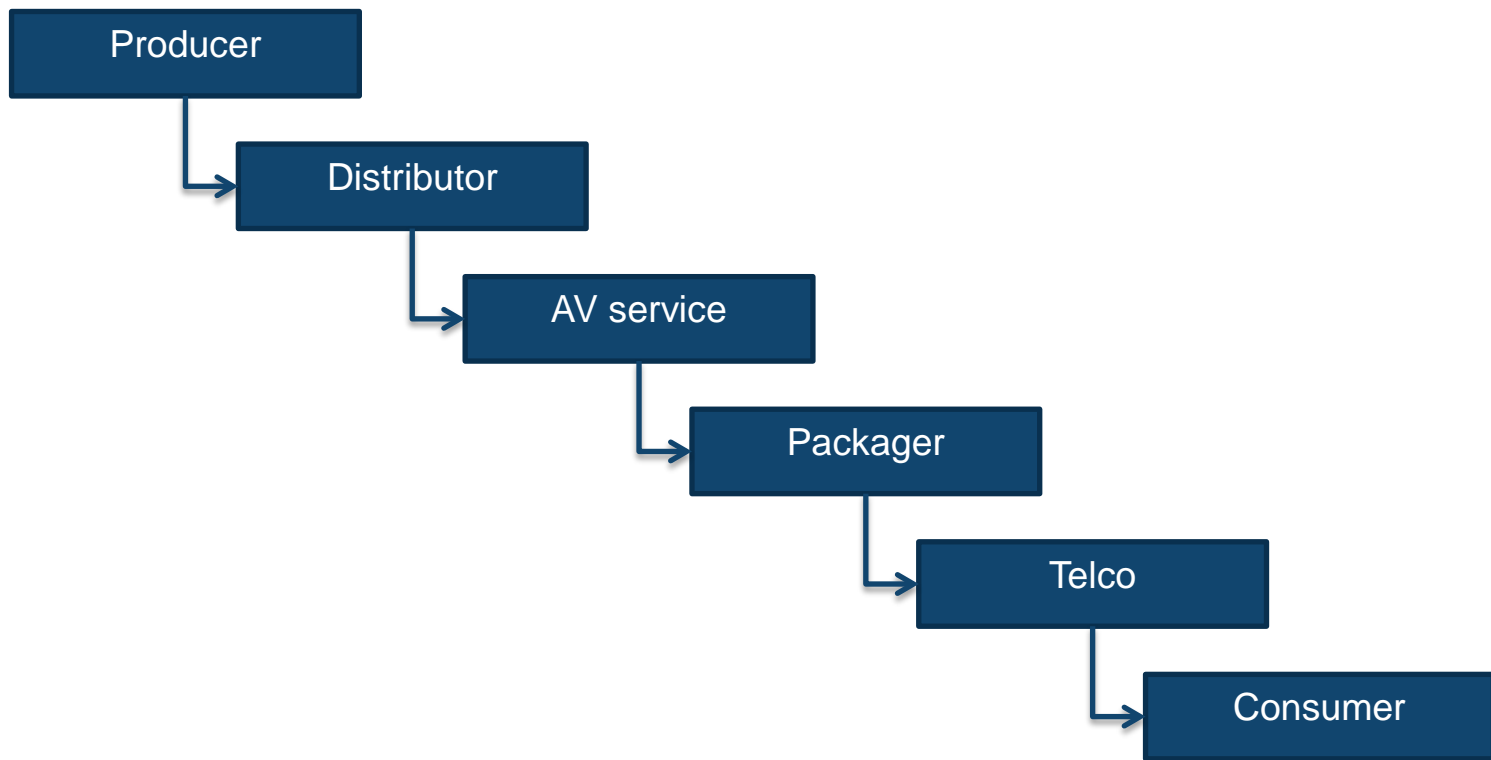 Producer
Distributor
AV service
Packager
Telco
Consumer